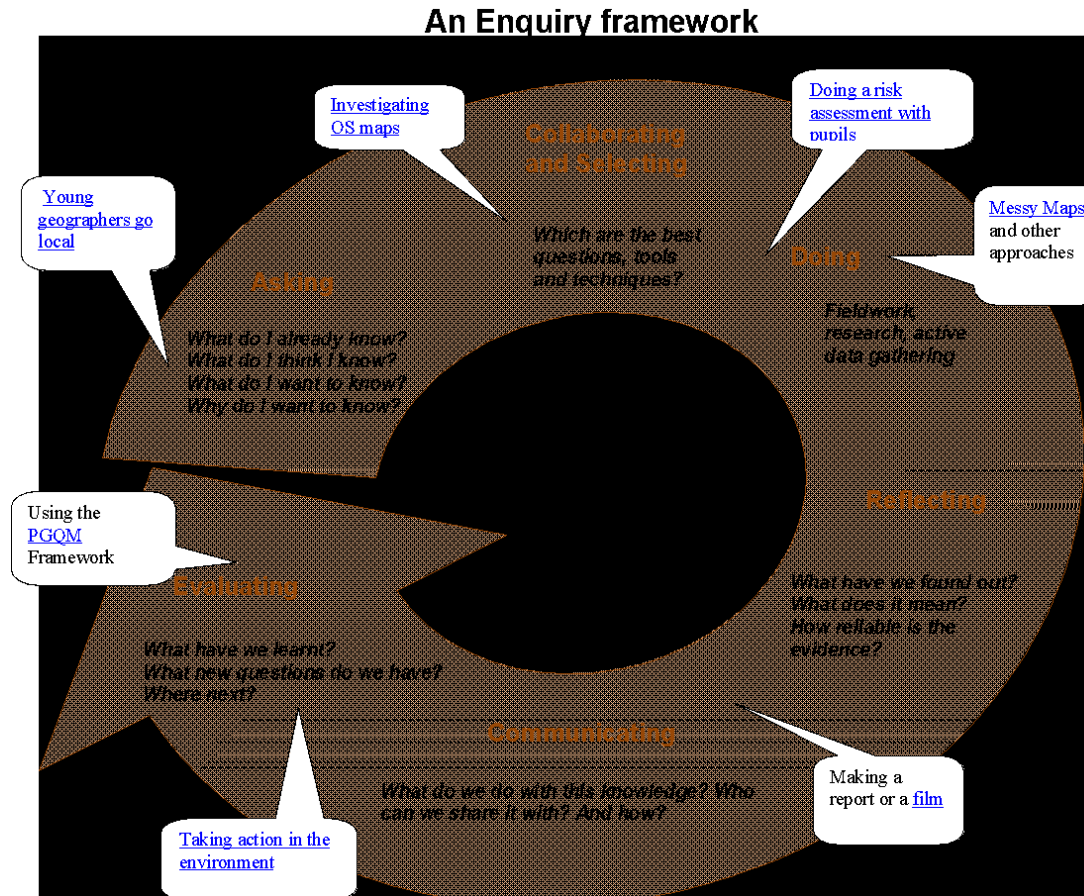 An Enquiry framework
Investigating
OS maps
Doing a risk
assessment with
pupils
Collaborating
and Selecting
Young
geographers go
local
Messy Maps
and other
approaches
Which are the best
questions, tools
and techniques?
Doing
Asking
Fieldwork,
research, active
data gathering
What do I already know?
What do I think I know?
What do I want to know?
Why do I want to know?
Reflecting
Using the
PGQM
Framework
Evaluating
What have we found out?
What does it mean?
How reliable is the
evidence?
What have we learnt?
What new questions do we have?
Where next?
Communicating
Making a
report or a film
What do we do with this knowledge? Who
can we share it with? And how?
Taking action in the
environment